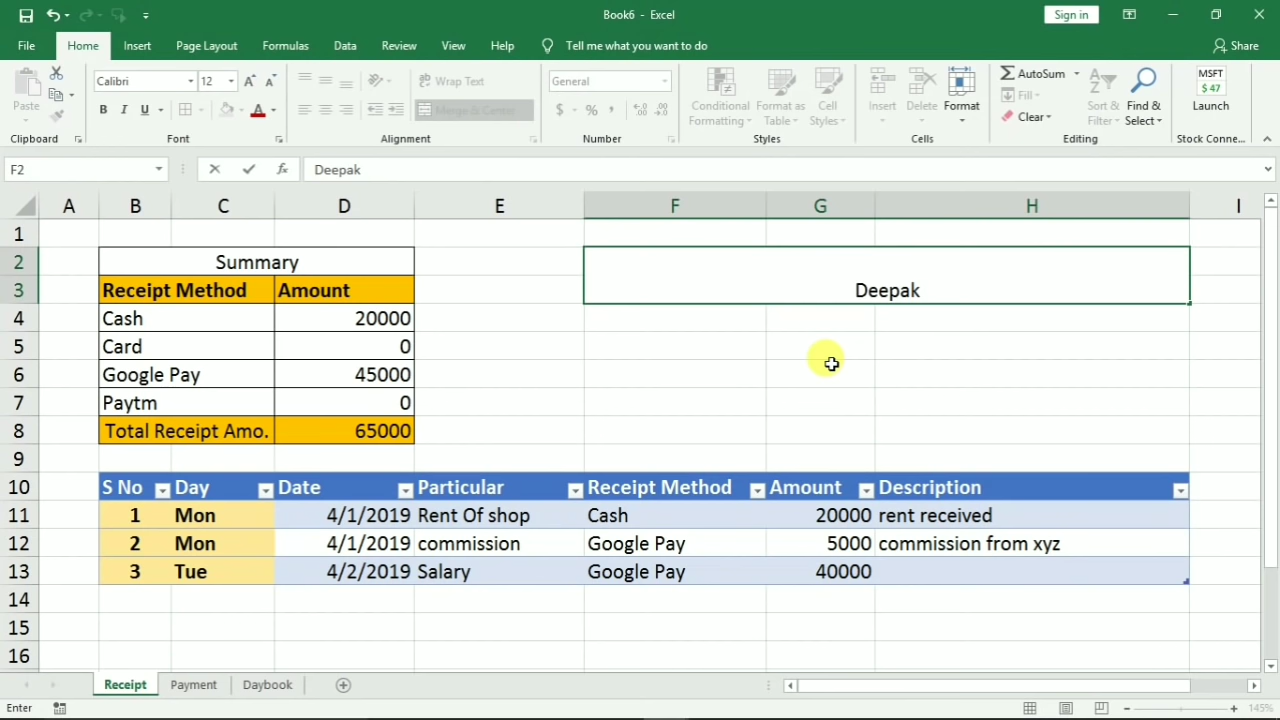 Book6 - Excel
Sign in
File Home Insert Page Layout Formulas Data Review View Help Tell me what you want to do Share
Paste
Clipboard
Calibri 12
B I U
Font
Wrap Text
Merge & Center
Alignment
General
$ % ,
Number
Conditional Formatting
Format as Table
Cell Styles
Styles
Insert
Delete
Format
Cells
AutoSum
Fill
Clear
Sort & Filter
Find & Select
Editing
MSFT
$ 47
Launch
Stock Conne...
F2 fx Deepak
A B C D E F G H I
1
2 Summary
3 Receipt Method Amount Deepak
4 Cash 20000
5 Card 0
6 Google Pay 45000
7 Paytm 0
8 Total Receipt Amo. 65000
9
10 S No Day Date Particular Receipt Method Amount Description
11 1 Mon 4/1/2019 Rent Of shop Cash 20000 rent received
12 2 Mon 4/1/2019 commission Google Pay 5000 commission from xyz
13 3 Tue 4/2/2019 Salary Google Pay 40000
14
15
16
Receipt Payment Daybook
Enter 145%